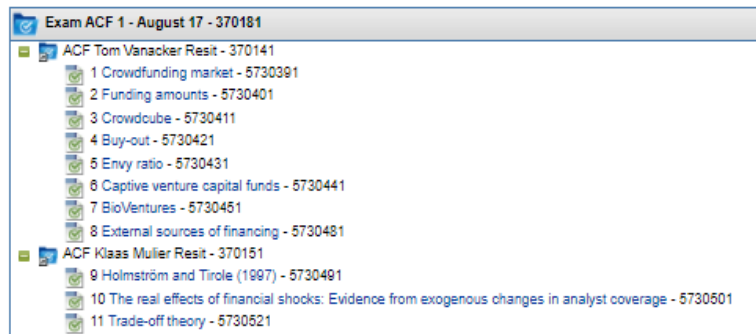 Exam ACF 1 - August 17 - 370181
ACF Tom Vanacker Resit - 370141
1 Crowdfunding market - 5730391
2 Funding amounts - 5730401
3 Crowdcube - 5730411
4 Buy-out - 5730421
5 Envy ratio - 5730431
6 Captive venture capital funds - 5730441
7 BioVentures - 5730451
8 External sources of financing - 5730481
ACF Klaas Mulier Resit - 370151
9 Holmström and Tirole (1997) - 5730491
10 The real effects of financial shocks: Evidence from exogenous changes in analyst coverage - 5730501
11 Trade-off theory - 5730521